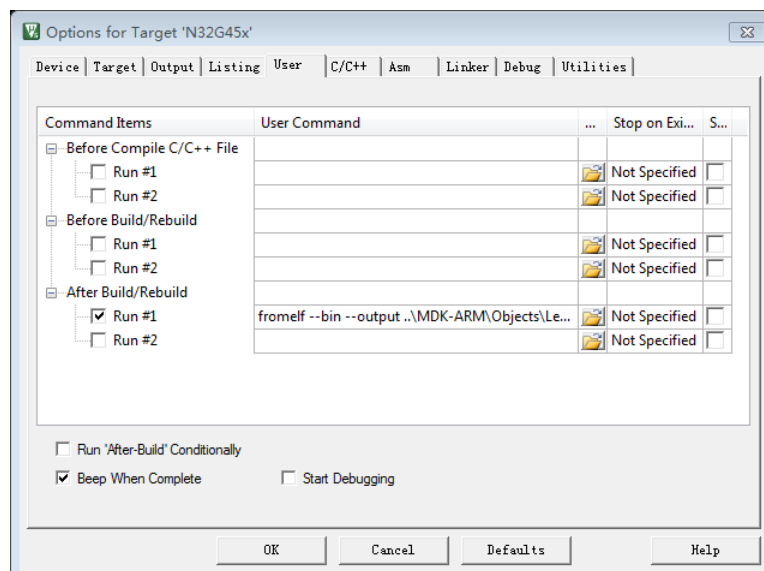 Options for Target 'N32G45x'
Device Target Output Listing User C/C++ Asm Linker Debug Utilities
Command Items User Command ... Stop on Exi... S...
Before Compile C/C++ File
Run #1 Not Specified
Run #2 Not Specified
Before Build/Rebuild
Run #1 Not Specified
Run #2 Not Specified
After Build/Rebuild
Run #1 fromelf --bin --output ..\MDK-ARM\Objects\Le... Not Specified
Run #2 Not Specified
Run 'After-Build' Conditionally
Beep When Complete Start Debugging
OK Cancel Defaults Help